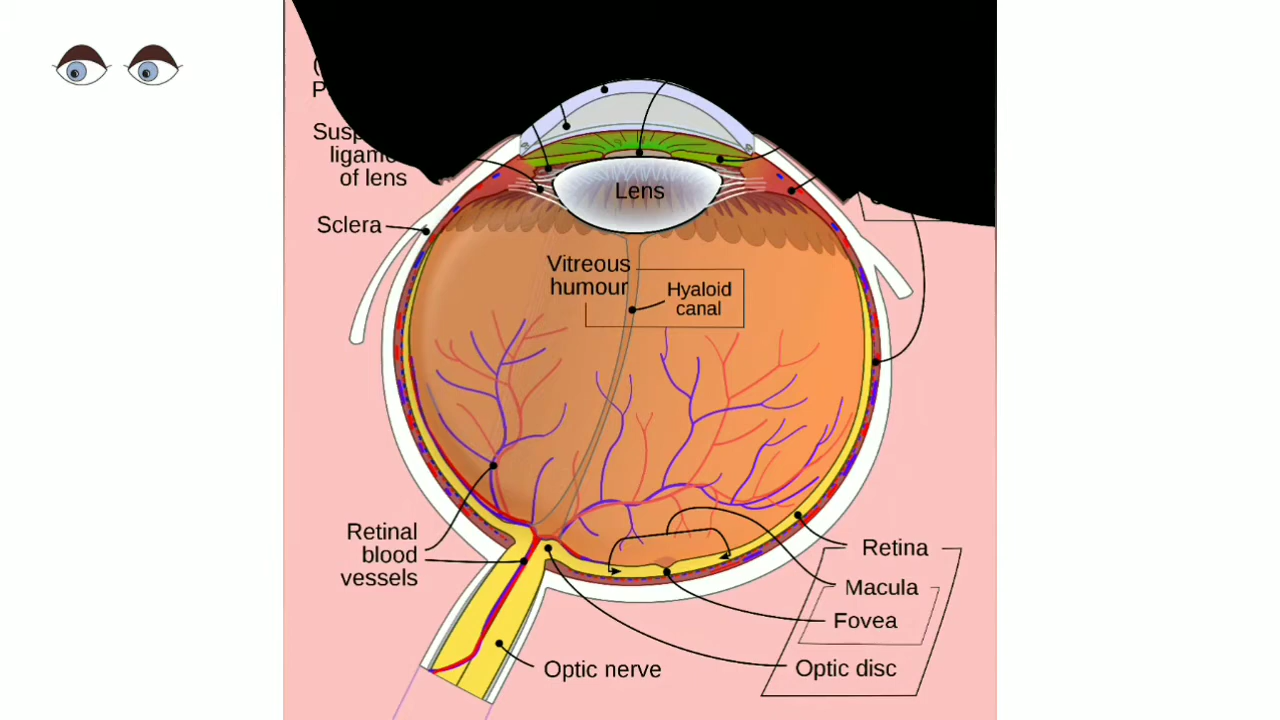 of lens
Sclera
Lens
Vitreous
humour
Hyaloid
canal
Retinal
blood
vessels
Optic nerve
Retina
Macula
Fovea
Optic disc